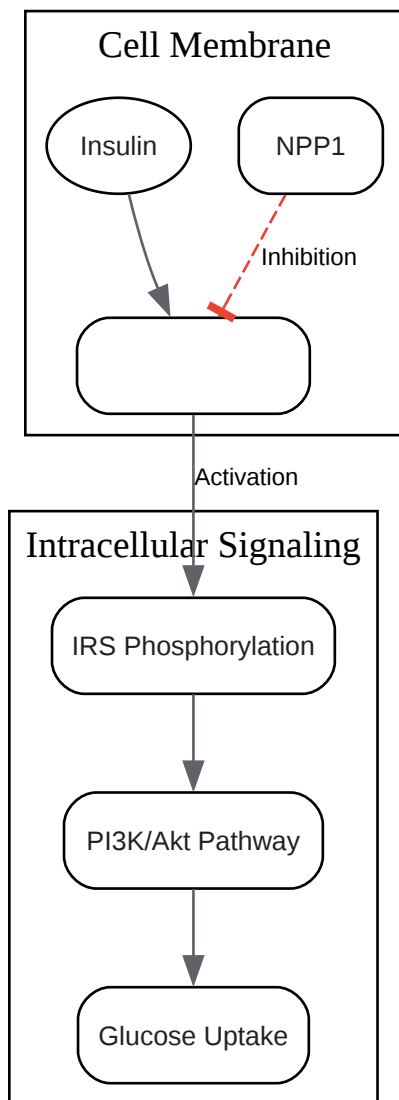 Cell Membrane
Insulin
NPP1
Inhibition
Activation
Intracellular Signaling
IRS Phosphorylation
PI3K/Akt Pathway
Glucose Uptake